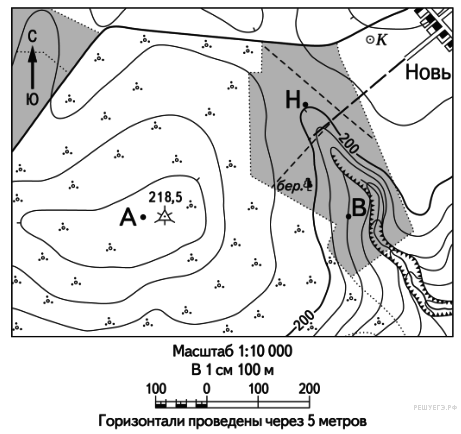 С
Ю
К
Новь
Н
200
бер.
218,5
А
В
200
Масштаб 1:10 000
В 1 см 100 м
100 0 100 200
Горизонтали проведены через 5 метров
РЕШУЕГЭ.РФ